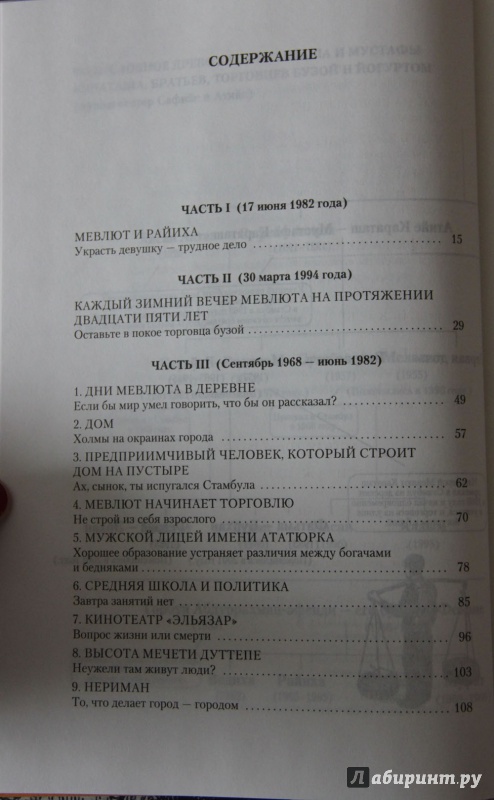 СОДЕРЖАНИЕ
ЧАСТЬ I (17 июня 1982 года)
МЕВЛЮТ И РАЙИХА
Украсть девушку — трудное дело 15
ЧАСТЬ II (30 марта 1994 года)
КАЖДЫЙ ЗИМНИЙ ВЕЧЕР МЕВЛЮТА НА ПРОТЯЖЕНИИ
ДВАДЦАТИ ПЯТИ ЛЕТ
Оставьте в покое торговца бузой 29
ЧАСТЬ III (Сентябрь 1968 — июнь 1982)
1. ДНИ МЕВЛЮТА В ДЕРЕВНЕ
Если бы мир умел говорить, что бы он рассказал? 49
2. ДОМ
Холмы на окраинах города 57
3. ПРЕДПРИИМЧИВЫЙ ЧЕЛОВЕК, КОТОРЫЙ СТРОИТ
ДОМ НА ПУСТЫРЕ
Ах, сынок, ты испугался Стамбула 62
4. МЕВЛЮТ НАЧИНАЕТ ТОРГОВЛЮ
Не строй из себя взрослого 70
5. МУЖСКОЙ ЛИЦЕЙ ИМЕНИ АТАТЮРКА
Хорошее образование устраняет различия между богачами
и бедняками 78
6. СРЕДНЯЯ ШКОЛА И ПОЛИТИКА
Завтра занятий нет 85
7. КИНОТЕАТР «ЭЛЬЯЗАР»
Вопрос жизни или смерти 96
8. ВЫСОТА МЕЧЕТИ ДУТТЕПЕ
Неужели там живут люди? 103
9. НЕРИМАН
То, что делает город — городом 108
Лабиринт.ру